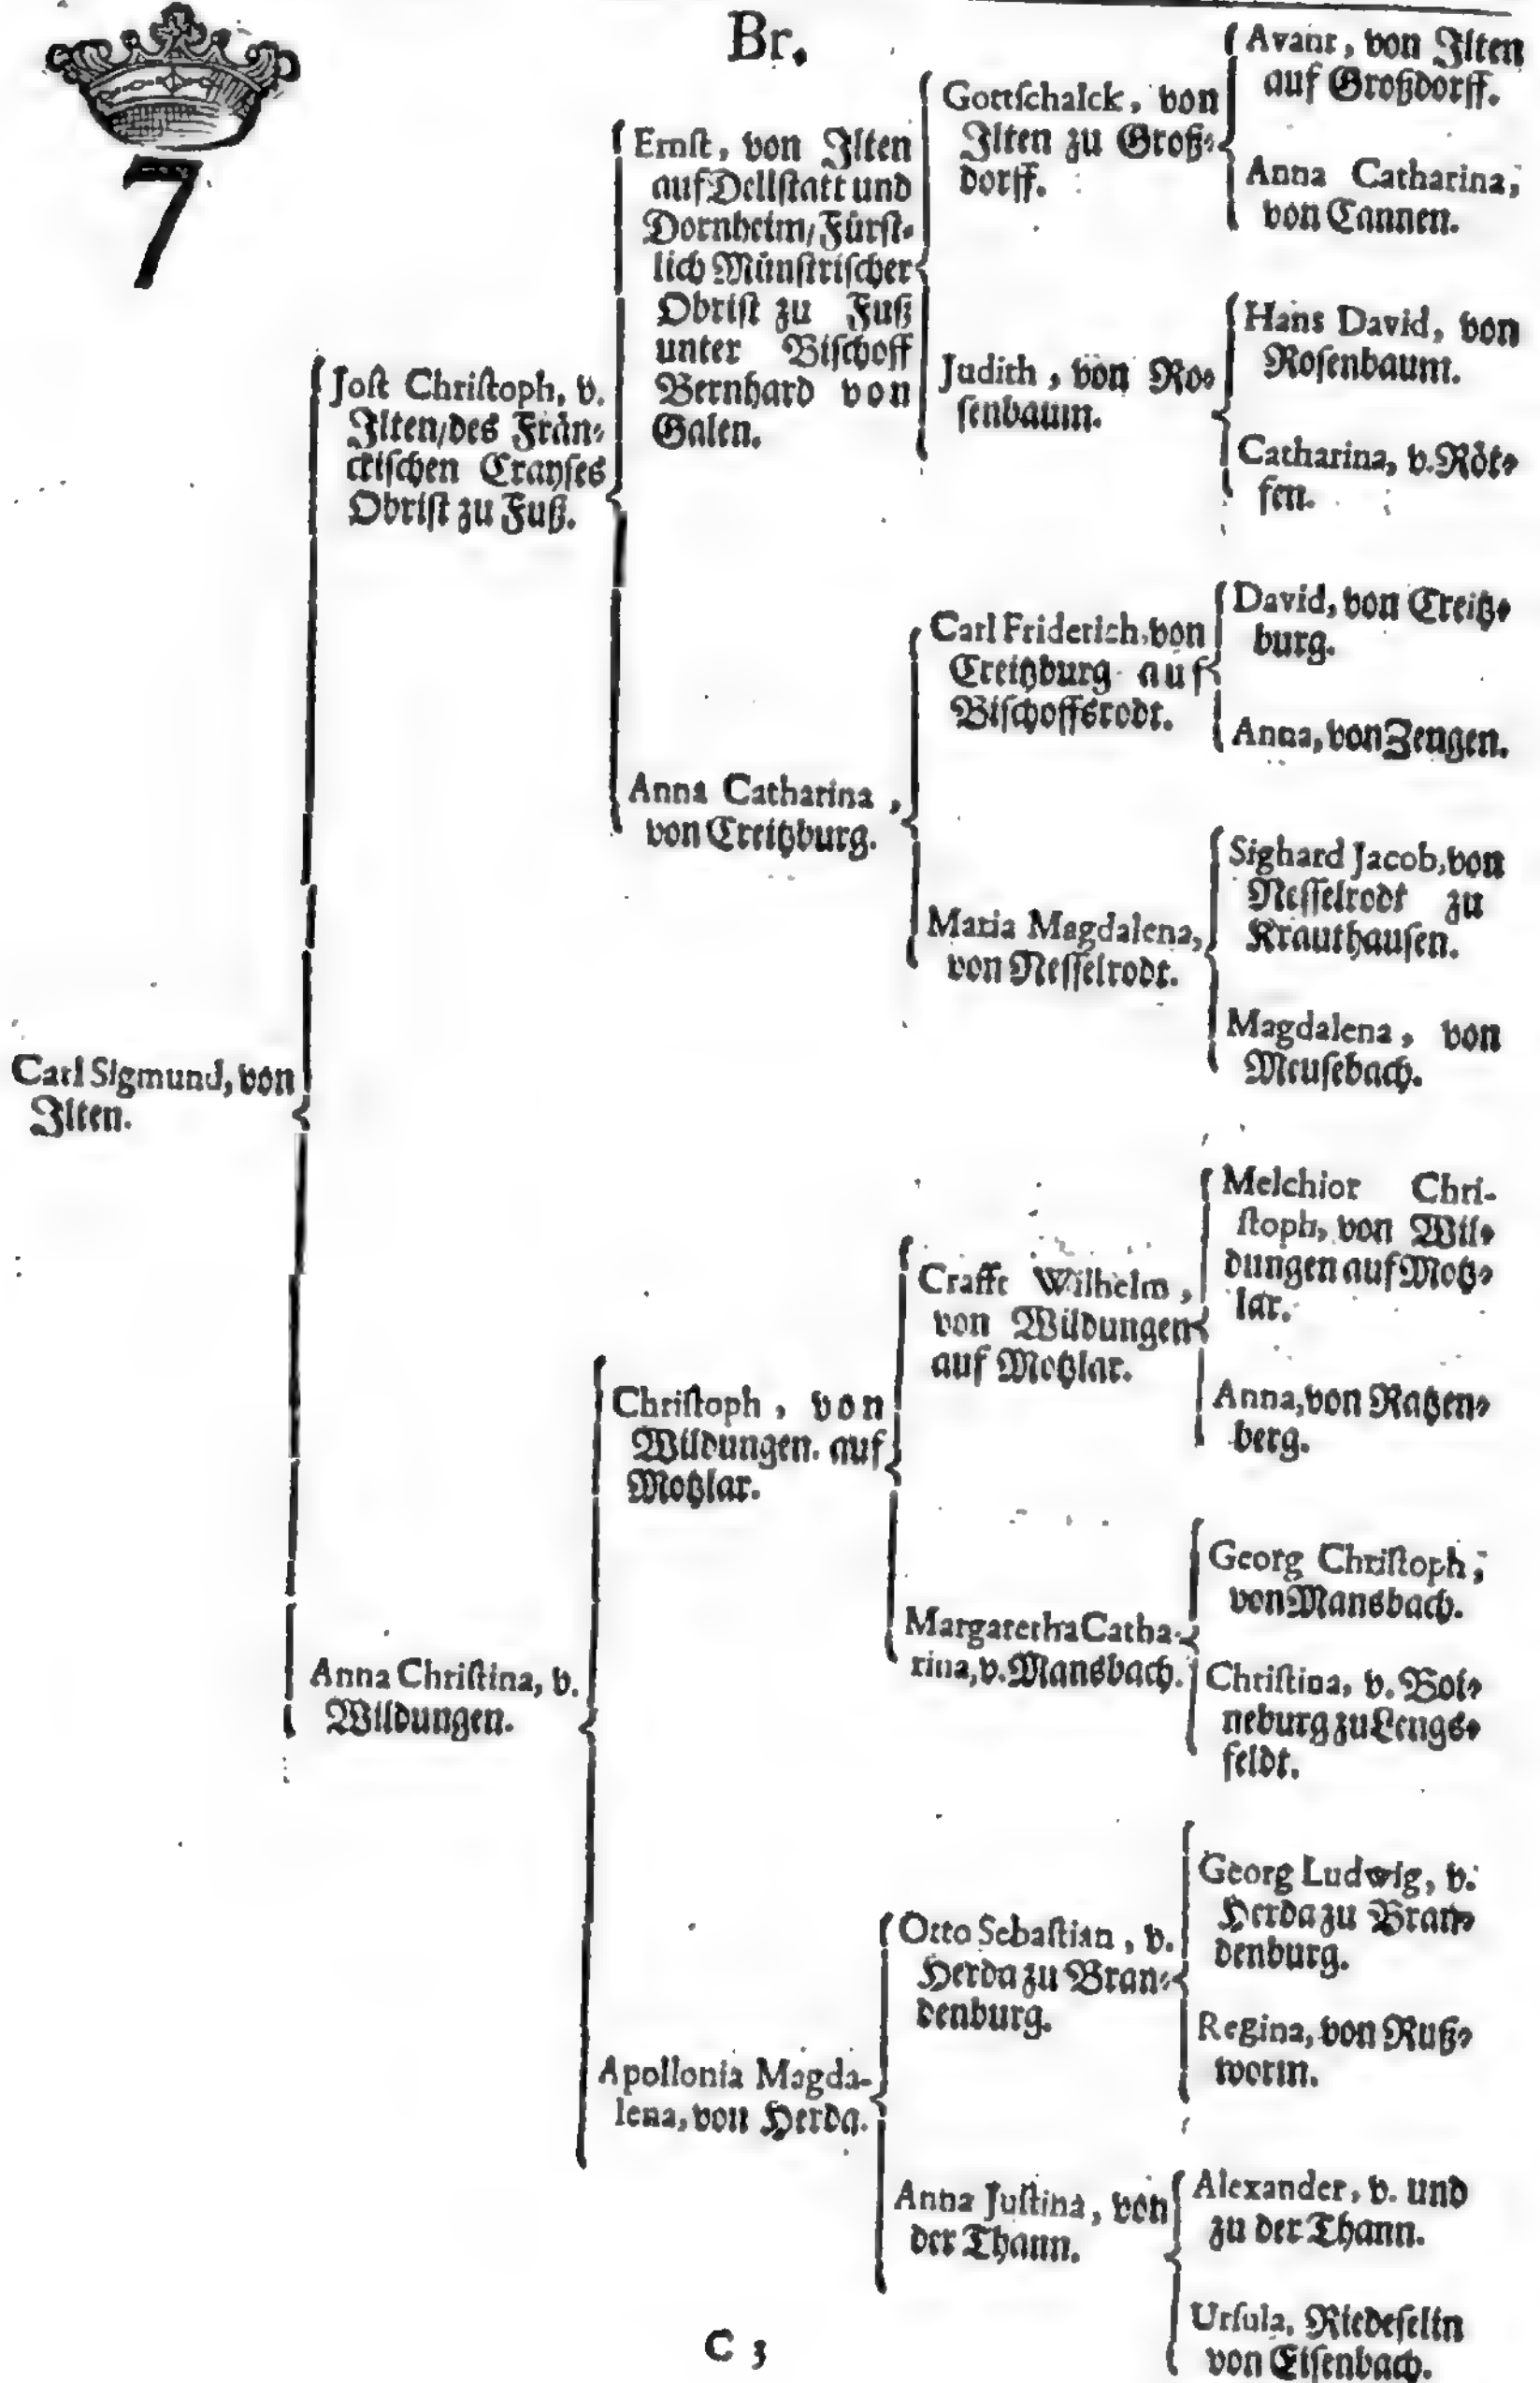 Br.
7
Carl Sigmund, von
Ilten.
Jost Christoph, v.
Ilten/des Frän-
ckischen Crayses
Obrist zu Fuß.
Anna Christina, v.
Wildungen.
Ernst, von Ilten
auf Dellstatt und
Dornheim/Fürst-
lich Münstrischer
Obrist zu Fuß
unter Bischoff
Bernhard von
Galen.
Anna Catharina,
von Creitzburg.
Christoph, von
Wildungen. auf
Motzlar.
Apollonia Magda-
lena, von Herda.
Gottschalck, von
Ilten zu Groß-
dorff.
Judith, von Ro-
senbaum.
Carl Friderich, von
Creitzburg auf
Bischoffsrodt.
Maria Magdalena,
von Nesselrodt.
Crafft Wilhelm,
von Wildungen
auf Motzlar.
Margaretha Catha-
rina, v. Mansbach.
Otto Sebastian, v.
Herda zu Bran-
denburg.
Anna Justina, von
der Thann.
Avant, von Ilten
auf Großdorff.
Anna Catharina,
von Cannen.
Hans David, von
Rosenbaum.
Catharina, v. Röt-
sen.
David, von Creitz-
burg.
Anna, von Zengen.
Sighard Jacob, von
Nesselrodt zu
Krauthausen.
Magdalena, von
Meusebach.
Melchior Chri-
stoph, von Wil-
dungen auf Motz-
lar.
Anna, von Ratzen-
berg.
Georg Christoph,
von Mansbach.
Christina, v. Boi-
neburg zu Lengs-
feldt.
Georg Ludwig, v.
Herda zu Bran-
denburg.
Regina, von Ruß-
worm.
Alexander, v. und
zu der Thann.
Ursula, Riedeselin
von Eisenbach.
C 3